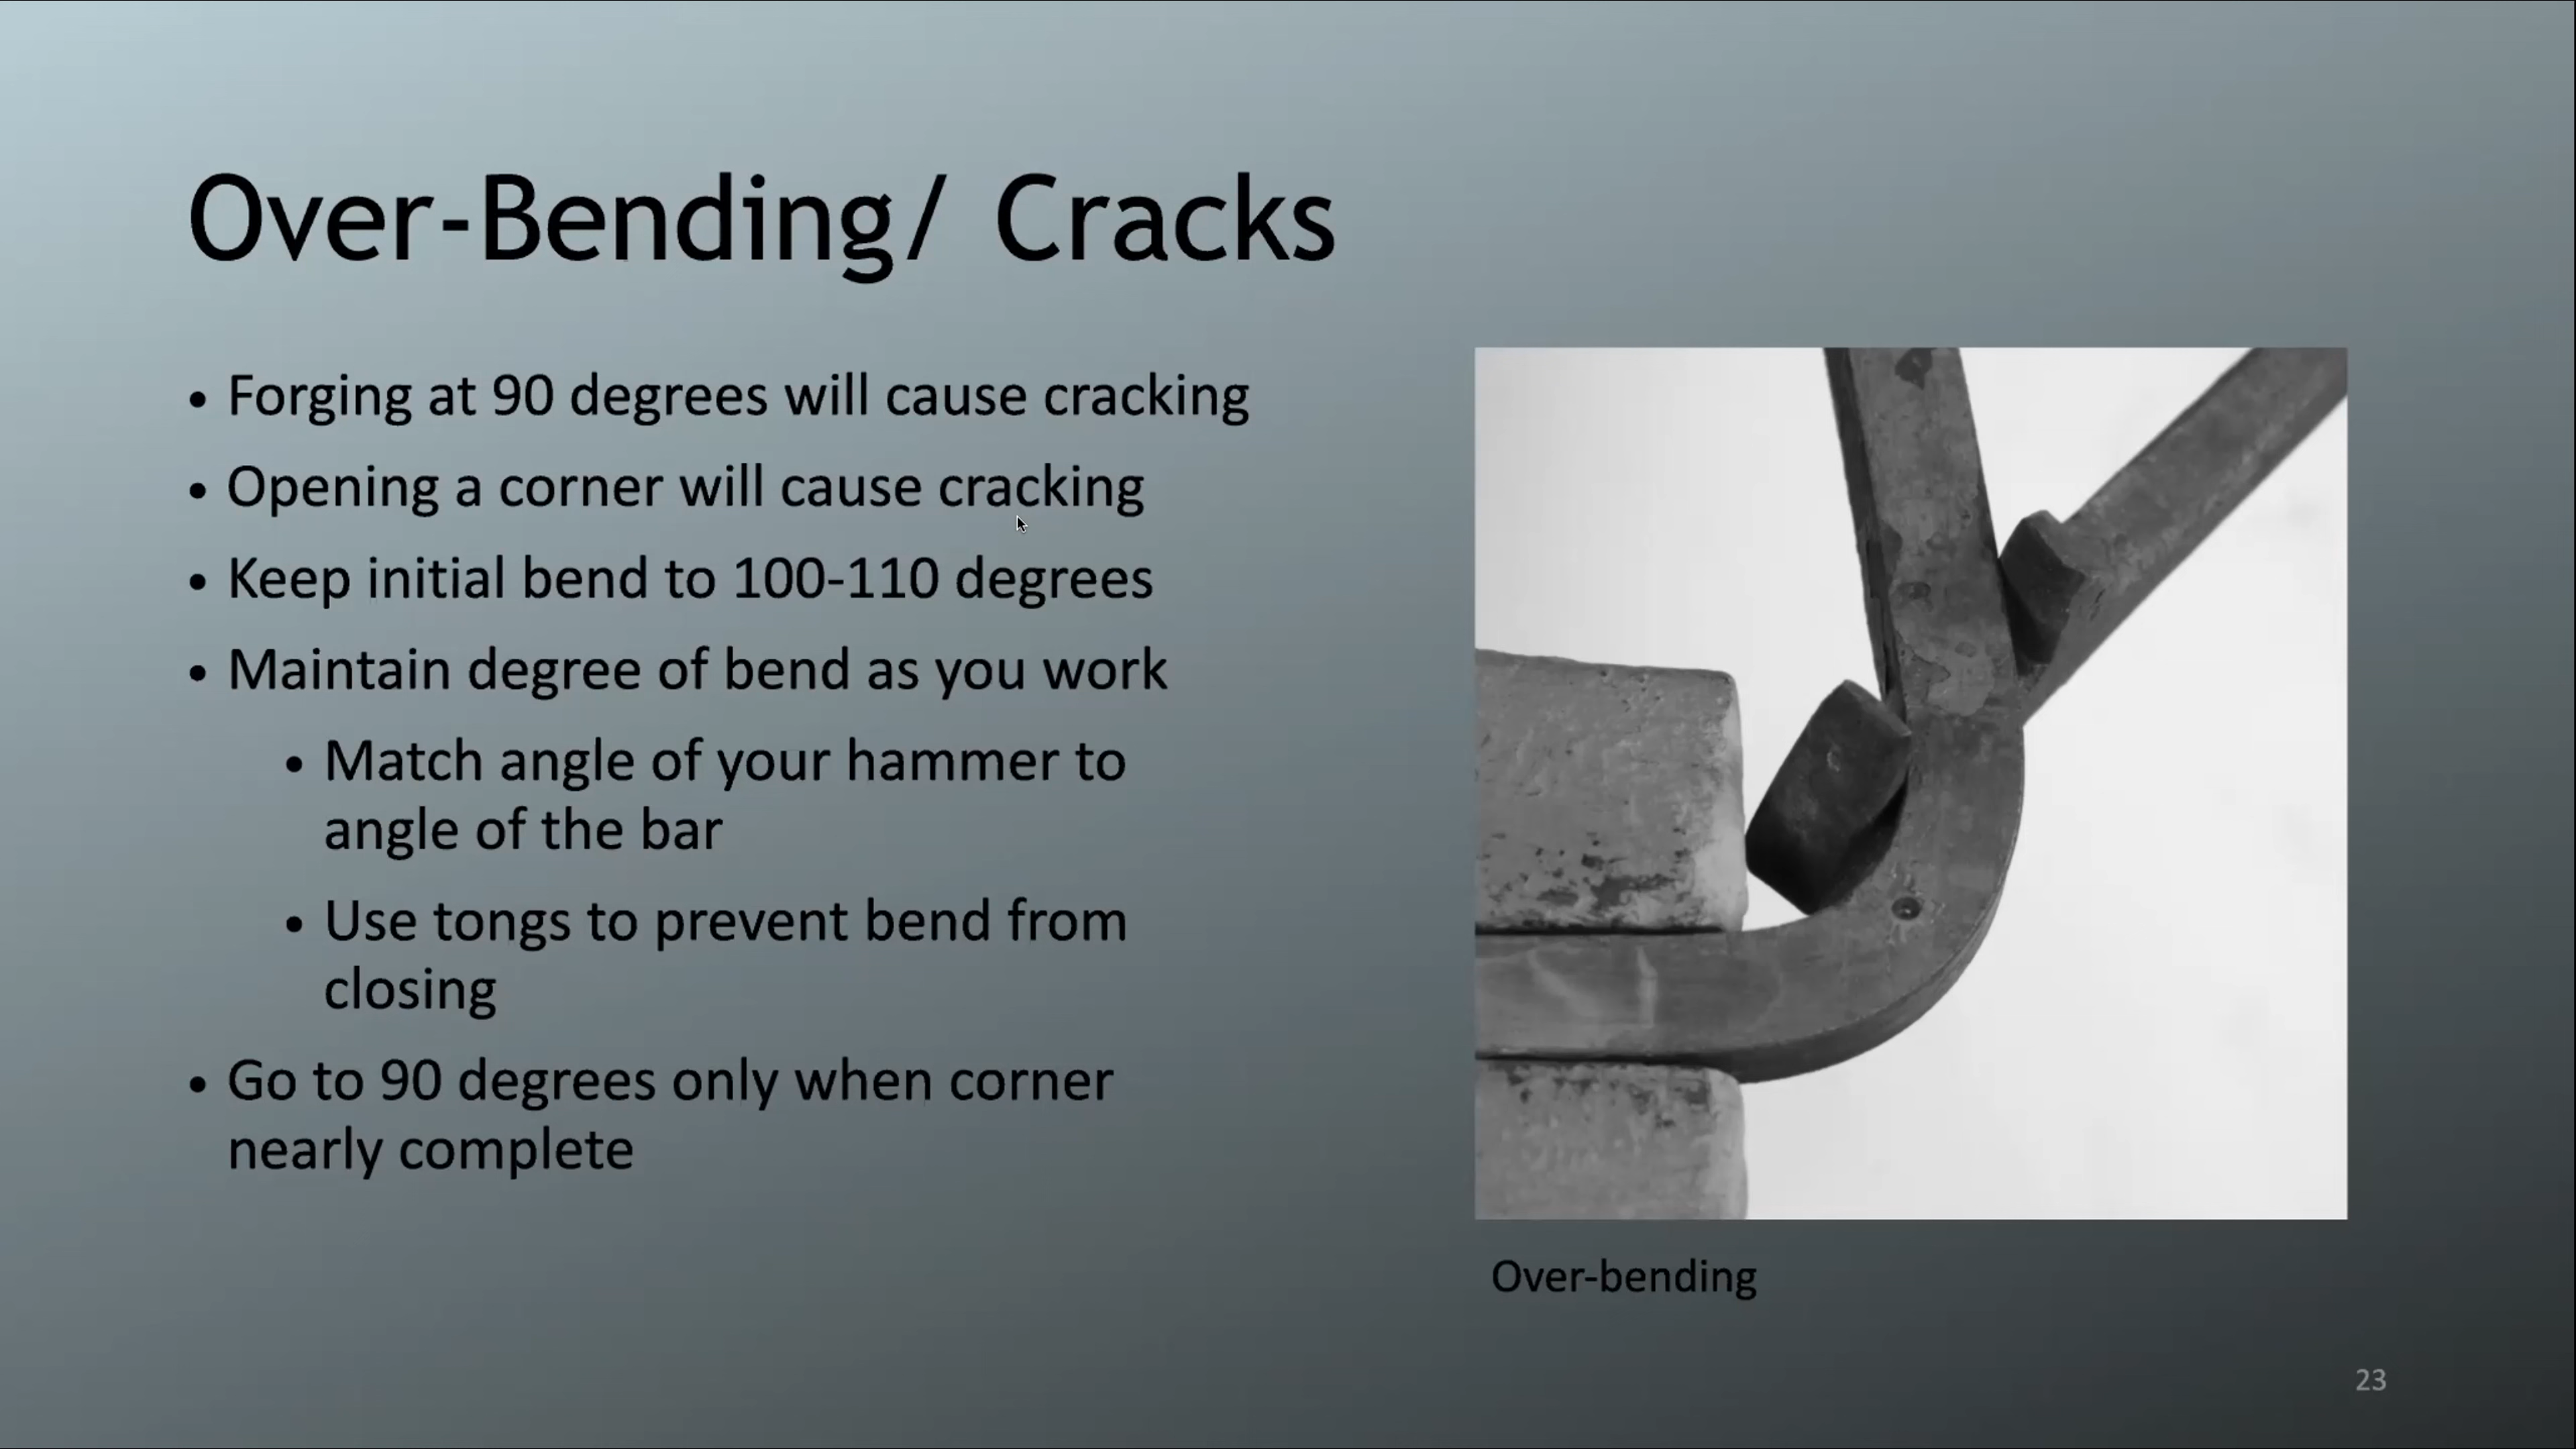 Over-Bending/ Cracks
• Forging at 90 degrees will cause cracking
• Opening a corner will cause cracking
• Keep initial bend to 100-110 degrees
• Maintain degree of bend as you work
• Match angle of your hammer to
angle of the bar
• Use tongs to prevent bend from
closing
• Go to 90 degrees only when corner
nearly complete
Over-bending
23